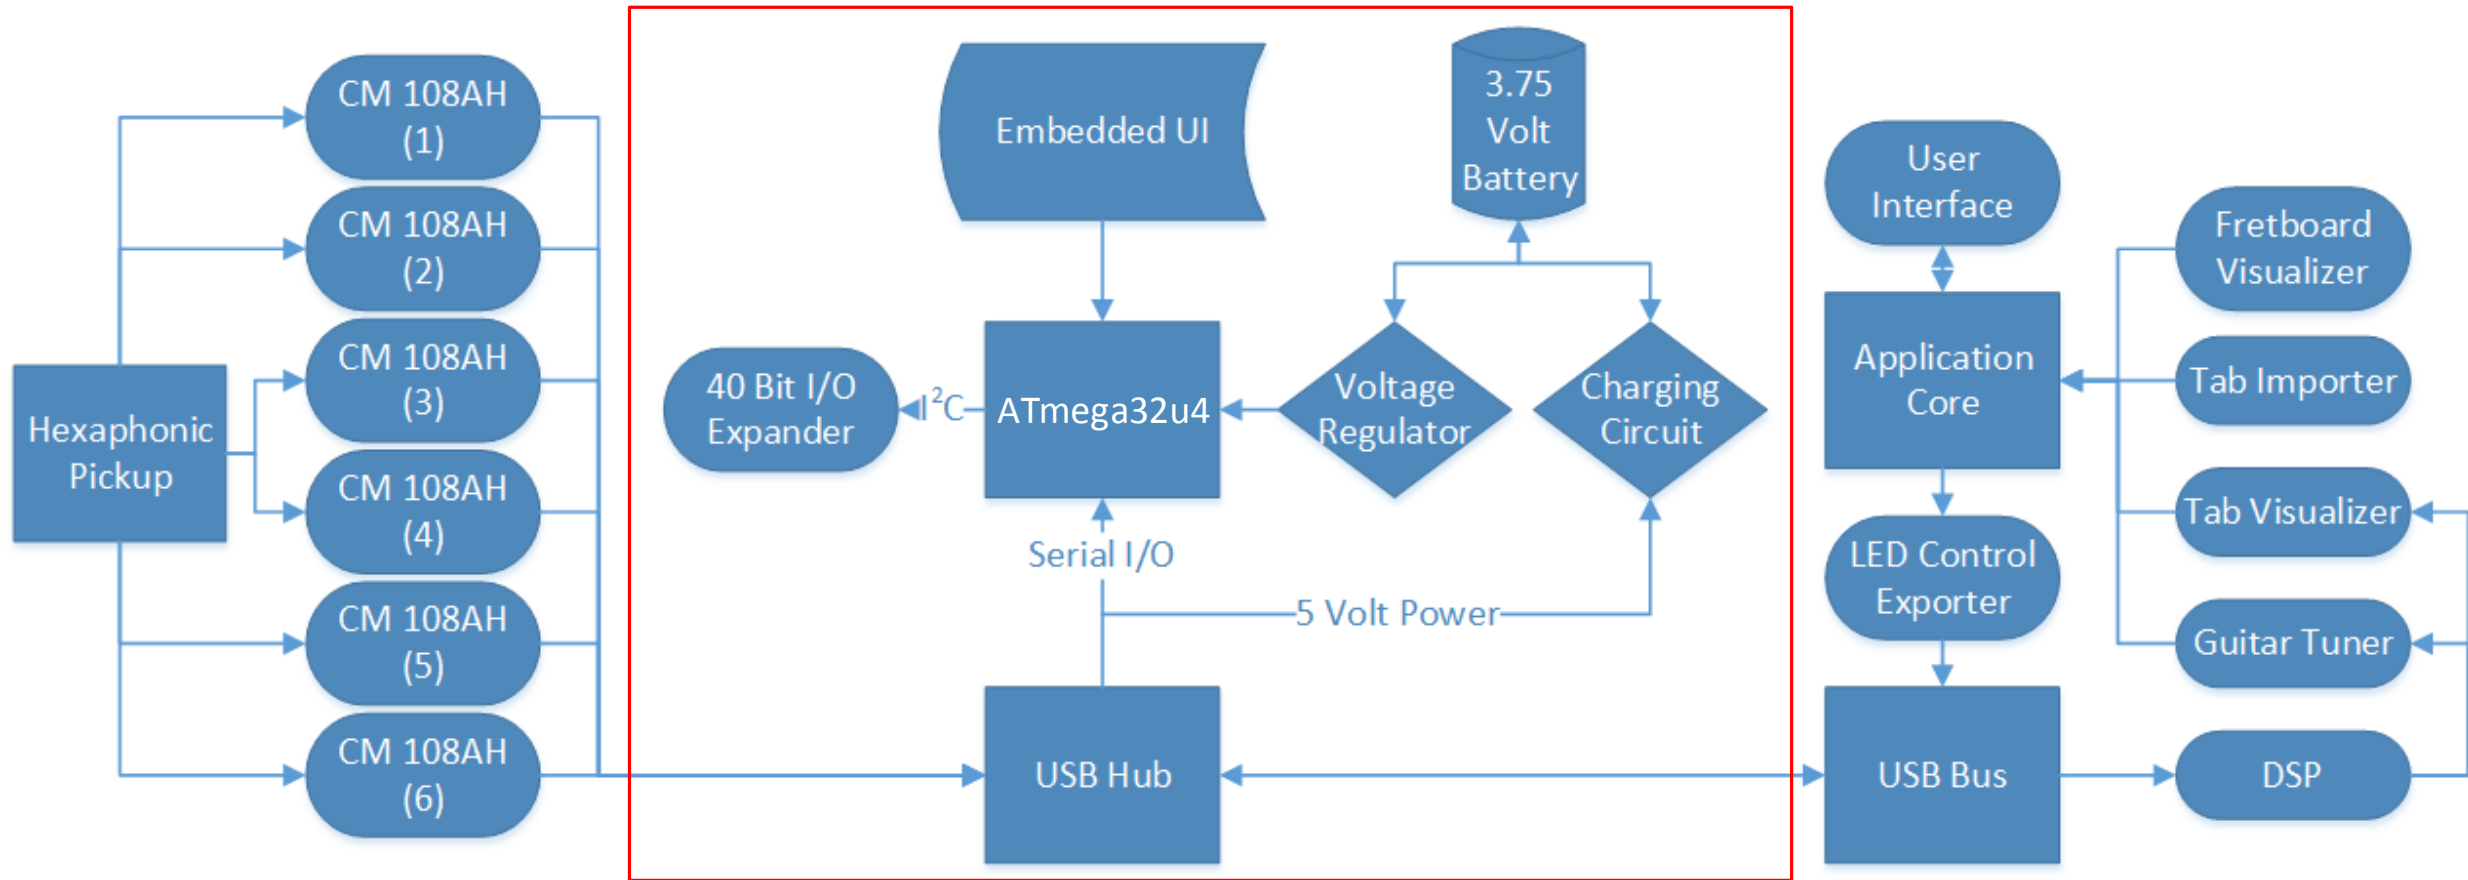 CM 108AH
(1)
CM 108AH
(2)
CM 108AH
(3)
CM 108AH
(4)
CM 108AH
(5)
CM 108AH
(6)
Hexaphonic
Pickup
Embedded UI
3.75
Volt
Battery
40 Bit I/O
Expander
I²C
ATmega32u4
Voltage
Regulator
Charging
Circuit
Serial I/O
5 Volt Power
USB Hub
User
Interface
Application
Core
LED Control
Exporter
USB Bus
Fretboard
Visualizer
Tab Importer
Tab Visualizer
Guitar Tuner
DSP